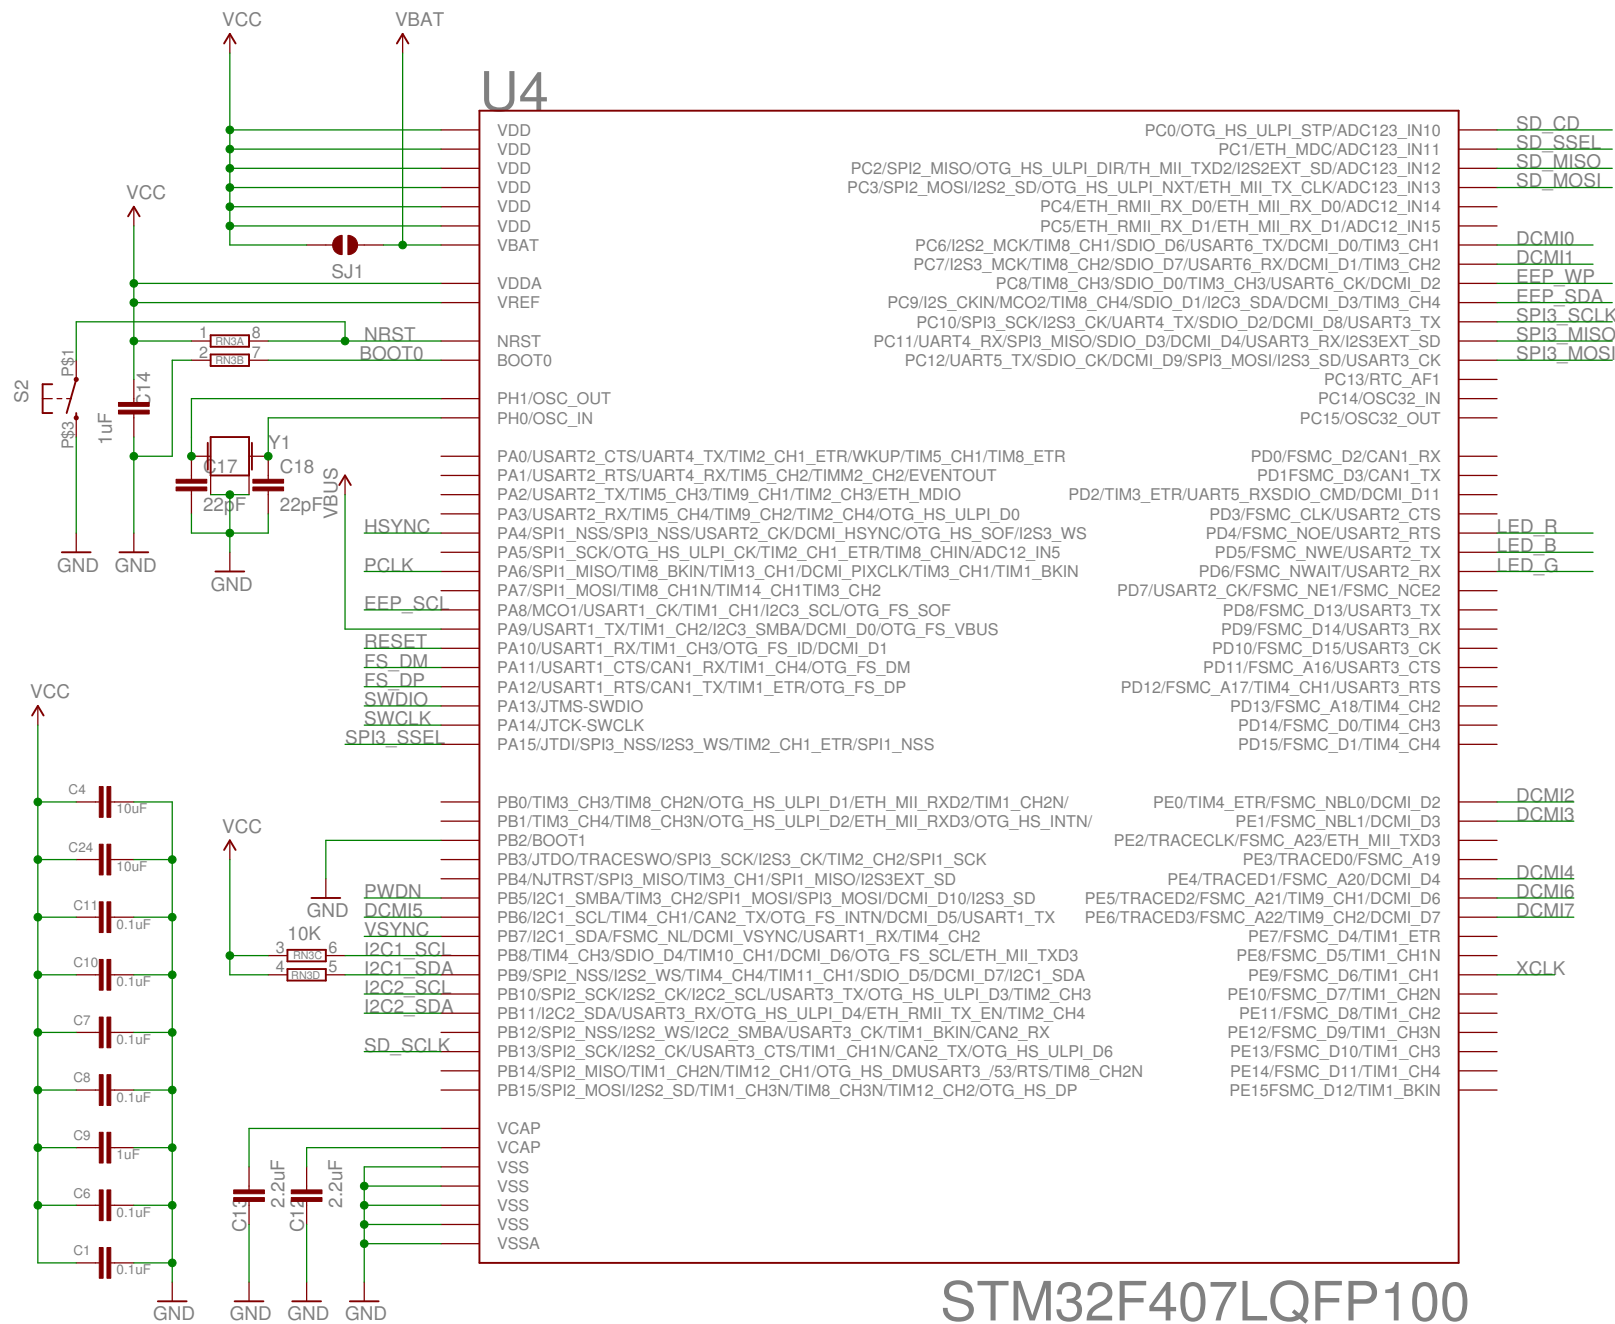 VCC
VBAT
U4
VDD
VDD
VDD
VDD
VDD
VDD
VBAT
SJ1
VCC
VDDA
VREF
NRST
NRST
BOOT0
BOOT0
1
RN3A
8
2
RN3B
7
S2
P$1
P$3
C14
1uF
PH1/OSC_OUT
PH0/OSC_IN
Y1
C17
22pF
C18
22pF
VBUS
GND
GND
GND
PA0/USART2_CTS/UART4_TX/TIM2_CH1_ETR/WKUP/TIM5_CH1/TIM8_ETR
PA1/USART2_RTS/UART4_RX/TIM5_CH2/TIMM2_CH2/EVENTOUT
PA2/USART2_TX/TIM5_CH3/TIM9_CH1/TIM2_CH3/ETH_MDIO
PA3/USART2_RX/TIM5_CH4/TIM9_CH2/TIM2_CH4/OTG_HS_ULPI_D0
HSYNC
PA4/SPI1_NSS/SPI3_NSS/USART2_CK/DCMI_HSYNC/OTG_HS_SOF/I2S3_WS
PA5/SPI1_SCK/OTG_HS_ULPI_CK/TIM2_CH1_ETR/TIM8_CHIN/ADC12_IN5
PCLK
PA6/SPI1_MISO/TIM8_BKIN/TIM13_CH1/DCMI_PIXCLK/TIM3_CH1/TIM1_BKIN
PA7/SPI1_MOSI/TIM8_CH1N/TIM14_CH1TIM3_CH2
EEP_SCL
PA8/MCO1/USART1_CK/TIM1_CH1/I2C3_SCL/OTG_FS_SOF
PA9/USART1_TX/TIM1_CH2/I2C3_SMBA/DCMI_D0/OTG_FS_VBUS
RESET
PA10/USART1_RX/TIM1_CH3/OTG_FS_ID/DCMI_D1
FS_DM
PA11/USART1_CTS/CAN1_RX/TIM1_CH4/OTG_FS_DM
FS_DP
PA12/USART1_RTS/CAN1_TX/TIM1_ETR/OTG_FS_DP
SWDIO
PA13/JTMS-SWDIO
SWCLK
PA14/JTCK-SWCLK
SPI3_SSEL
PA15/JTDI/SPI3_NSS/I2S3_WS/TIM2_CH1_ETR/SPI1_NSS
PB0/TIM3_CH3/TIM8_CH2N/OTG_HS_ULPI_D1/ETH_MII_RXD2/TIM1_CH2N/
PB1/TIM3_CH4/TIM8_CH3N/OTG_HS_ULPI_D2/ETH_MII_RXD3/OTG_HS_INTN/
PB2/BOOT1
PB3/JTDO/TRACESWO/SPI3_SCK/I2S3_CK/TIM2_CH2/SPI1_SCK
PB4/NJTRST/SPI3_MISO/TIM3_CH1/SPI1_MISO/I2S3EXT_SD
PWDN
PB5/I2C1_SMBA/TIM3_CH2/SPI1_MOSI/SPI3_MOSI/DCMI_D10/I2S3_SD
DCMI5
PB6/I2C1_SCL/TIM4_CH1/CAN2_TX/OTG_FS_INTN/DCMI_D5/USART1_TX
VSYNC
PB7/I2C1_SDA/FSMC_NL/DCMI_VSYNC/USART1_RX/TIM4_CH2
I2C1_SCL
PB8/TIM4_CH3/SDIO_D4/TIM10_CH1/DCMI_D6/OTG_FS_SCL/ETH_MII_TXD3
I2C1_SDA
PB9/SPI2_NSS/I2S2_WS/TIM4_CH4/TIM11_CH1/SDIO_D5/DCMI_D7/I2C1_SDA
I2C2_SCL
PB10/SPI2_SCK/I2S2_CK/I2C2_SCL/USART3_TX/OTG_HS_ULPI_D3/TIM2_CH3
I2C2_SDA
PB11/I2C2_SDA/USART3_RX/OTG_HS_ULPI_D4/ETH_RMII_TX_EN/TIM2_CH4
PB12/SPI2_NSS/I2S2_WS/I2C2_SMBA/USART3_CK/TIM1_BKIN/CAN2_RX
SD_SCLK
PB13/SPI2_SCK/I2S2_CK/USART3_CTS/TIM1_CH1N/CAN2_TX/OTG_HS_ULPI_D6
PB14/SPI2_MISO/TIM1_CH2N/TIM12_CH1/OTG_HS_DMUSART3_/53/RTS/TIM8_CH2N
PB15/SPI2_MOSI/I2S2_SD/TIM1_CH3N/TIM8_CH3N/TIM12_CH2/OTG_HS_DP
VCC
GND
10K
3
RN3C
6
4
RN3D
5
VCAP
VCAP
VSS
VSS
VSS
VSS
VSSA
C13
2.2uF
C12
2.2uF
GND
GND
GND
VCC
C4
10uF
C24
10uF
C11
0.1uF
C10
0.1uF
C7
0.1uF
C8
0.1uF
C9
1uF
C6
0.1uF
C1
0.1uF
GND
PC0/OTG_HS_ULPI_STP/ADC123_IN10
SD_CD
PC1/ETH_MDC/ADC123_IN11
SD_SSEL
PC2/SPI2_MISO/OTG_HS_ULPI_DIR/TH_MII_TXD2/I2S2EXT_SD/ADC123_IN12
SD_MISO
PC3/SPI2_MOSI/I2S2_SD/OTG_HS_ULPI_NXT/ETH_MII_TX_CLK/ADC123_IN13
SD_MOSI
PC4/ETH_RMII_RX_D0/ETH_MII_RX_D0/ADC12_IN14
PC5/ETH_RMII_RX_D1/ETH_MII_RX_D1/ADC12_IN15
PC6/I2S2_MCK/TIM8_CH1/SDIO_D6/USART6_TX/DCMI_D0/TIM3_CH1
DCMI0
PC7/I2S3_MCK/TIM8_CH2/SDIO_D7/USART6_RX/DCMI_D1/TIM3_CH2
DCMI1
PC8/TIM8_CH3/SDIO_D0/TIM3_CH3/USART6_CK/DCMI_D2
EEP_WP
PC9/I2S_CKIN/MCO2/TIM8_CH4/SDIO_D1/I2C3_SDA/DCMI_D3/TIM3_CH4
EEP_SDA
PC10/SPI3_SCK/I2S3_CK/UART4_TX/SDIO_D2/DCMI_D8/USART3_TX
SPI3_SCLK
PC11/UART4_RX/SPI3_MISO/SDIO_D3/DCMI_D4/USART3_RX/I2S3EXT_SD
SPI3_MISO
PC12/UART5_TX/SDIO_CK/DCMI_D9/SPI3_MOSI/I2S3_SD/USART3_CK
SPI3_MOSI
PC13/RTC_AF1
PC14/OSC32_IN
PC15/OSC32_OUT
PD0/FSMC_D2/CAN1_RX
PD1FSMC_D3/CAN1_TX
PD2/TIM3_ETR/UART5_RXSDIO_CMD/DCMI_D11
PD3/FSMC_CLK/USART2_CTS
PD4/FSMC_NOE/USART2_RTS
LED_R
PD5/FSMC_NWE/USART2_TX
LED_B
PD6/FSMC_NWAIT/USART2_RX
LED_G
PD7/USART2_CK/FSMC_NE1/FSMC_NCE2
PD8/FSMC_D13/USART3_TX
PD9/FSMC_D14/USART3_RX
PD10/FSMC_D15/USART3_CK
PD11/FSMC_A16/USART3_CTS
PD12/FSMC_A17/TIM4_CH1/USART3_RTS
PD13/FSMC_A18/TIM4_CH2
PD14/FSMC_D0/TIM4_CH3
PD15/FSMC_D1/TIM4_CH4
PE0/TIM4_ETR/FSMC_NBL0/DCMI_D2
DCMI2
PE1/FSMC_NBL1/DCMI_D3
DCMI3
PE2/TRACECLK/FSMC_A23/ETH_MII_TXD3
PE3/TRACED0/FSMC_A19
PE4/TRACED1/FSMC_A20/DCMI_D4
DCMI4
PE5/TRACED2/FSMC_A21/TIM9_CH1/DCMI_D6
DCMI6
PE6/TRACED3/FSMC_A22/TIM9_CH2/DCMI_D7
DCMI7
PE7/FSMC_D4/TIM1_ETR
PE8/FSMC_D5/TIM1_CH1N
PE9/FSMC_D6/TIM1_CH1
XCLK
PE10/FSMC_D7/TIM1_CH2N
PE11/FSMC_D8/TIM1_CH2
PE12/FSMC_D9/TIM1_CH3N
PE13/FSMC_D10/TIM1_CH3
PE14/FSMC_D11/TIM1_CH4
PE15FSMC_D12/TIM1_BKIN
STM32F407LQFP100